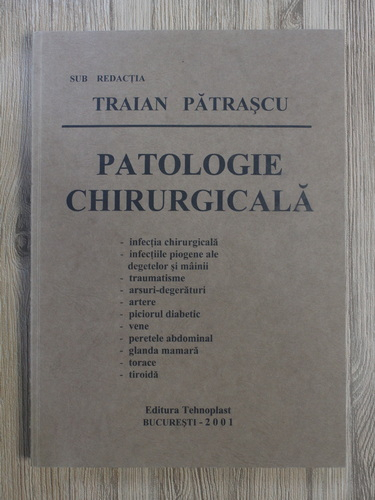 SUB REDACȚIA
TRAIAN PĂTRAȘCU
PATOLOGIE
CHIRURGICALĂ
- infecția chirurgicală
- infecțiile piogene ale
degetelor și mâinii
- traumatisme
- arsuri-degerături
- artere
- piciorul diabetic
- vene
- peretele abdominal
- glanda mamară
- torace
- tiroidă
Editura Tehnoplast
BUCUREȘTI - 2 0 0 1